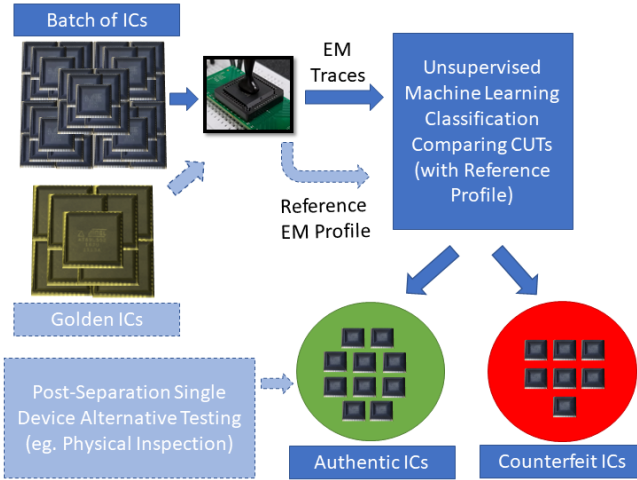 Batch of ICs
EM
Traces
Unsupervised
Machine Learning
Classification
Comparing CUTs
(with Reference
Profile)
Reference
EM Profile
Golden ICs
Post-Separation Single
Device Alternative Testing
(eg. Physical Inspection)
Authentic ICs
Counterfeit ICs